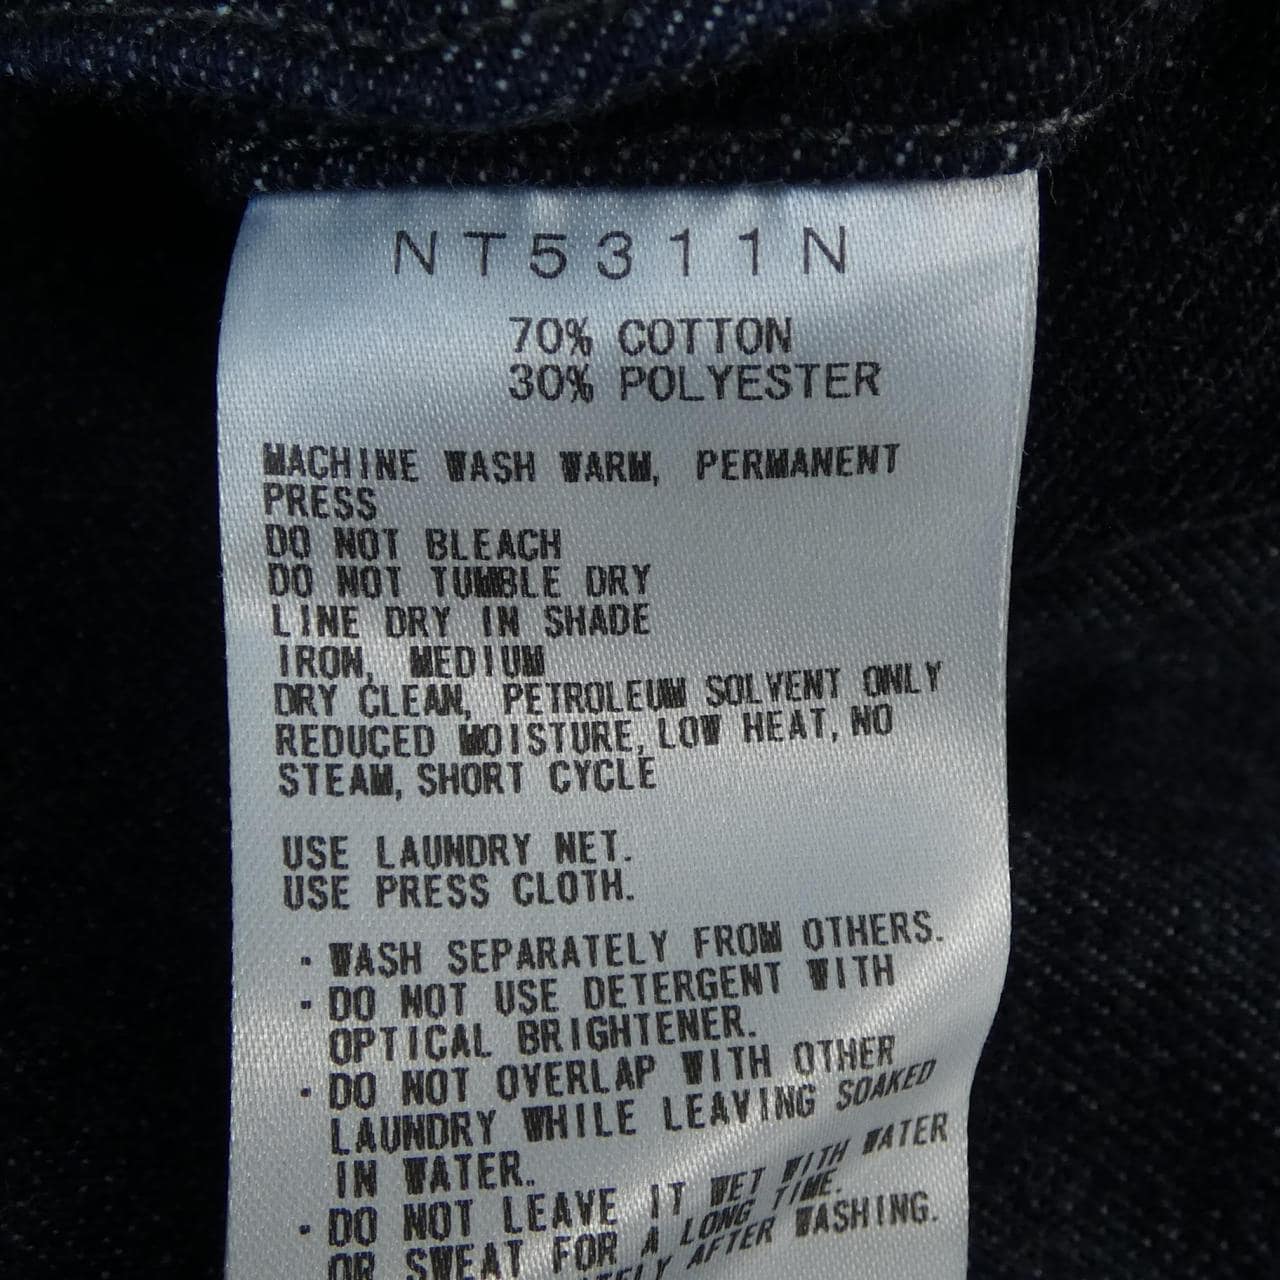 NT5311N
70% COTTON
30% POLYESTER
MACHINE WASH WARM, PERMANENT
PRESS
DO NOT BLEACH
DO NOT TUMBLE DRY
LINE DRY IN SHADE
IRON, MEDIUM
DRY CLEAN, PETROLEUM SOLVENT ONLY
REDUCED MOISTURE, LOW HEAT, NO
STEAM, SHORT CYCLE
USE LAUNDRY NET.
USE PRESS CLOTH.
・WASH SEPARATELY FROM OTHERS.
・DO NOT USE DETERGENT WITH
OPTICAL BRIGHTENER.
・DO NOT OVERLAP WITH OTHER
LAUNDRY WHILE LEAVING SOAKED
IN WATER.
・DO NOT LEAVE IT WET WITH WATER
OR SWEAT FOR A LONG TIME.
AFTER WASHING.